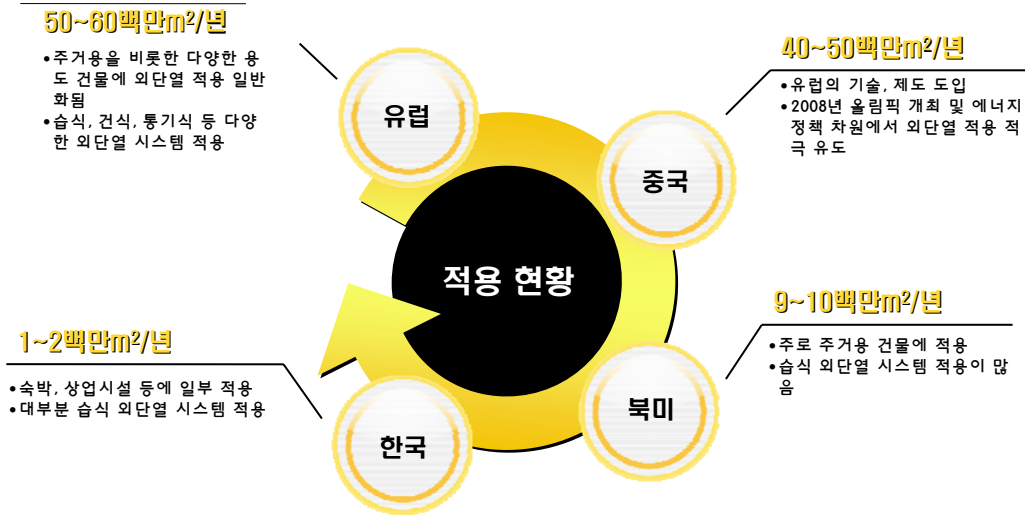 50~60백만m²/년
•주거용을 비롯한 다양한 용
도 건물에 외단열 적용 일반
화됨
•습식, 건식, 통기식 등 다양
한 외단열 시스템 적용
유럽
40~50백만m²/년
•유럽의 기술, 제도 도입
•2008년 올림픽 개최 및 에너지
정책 차원에서 외단열 적용 적
극 유도
중국
적용 현황
9~10백만m²/년
•주로 주거용 건물에 적용
•습식 외단열 시스템 적용이 많
음
북미
1~2백만m²/년
•숙박, 상업시설 등에 일부 적용
•대부분 습식 외단열 시스템 적용
한국